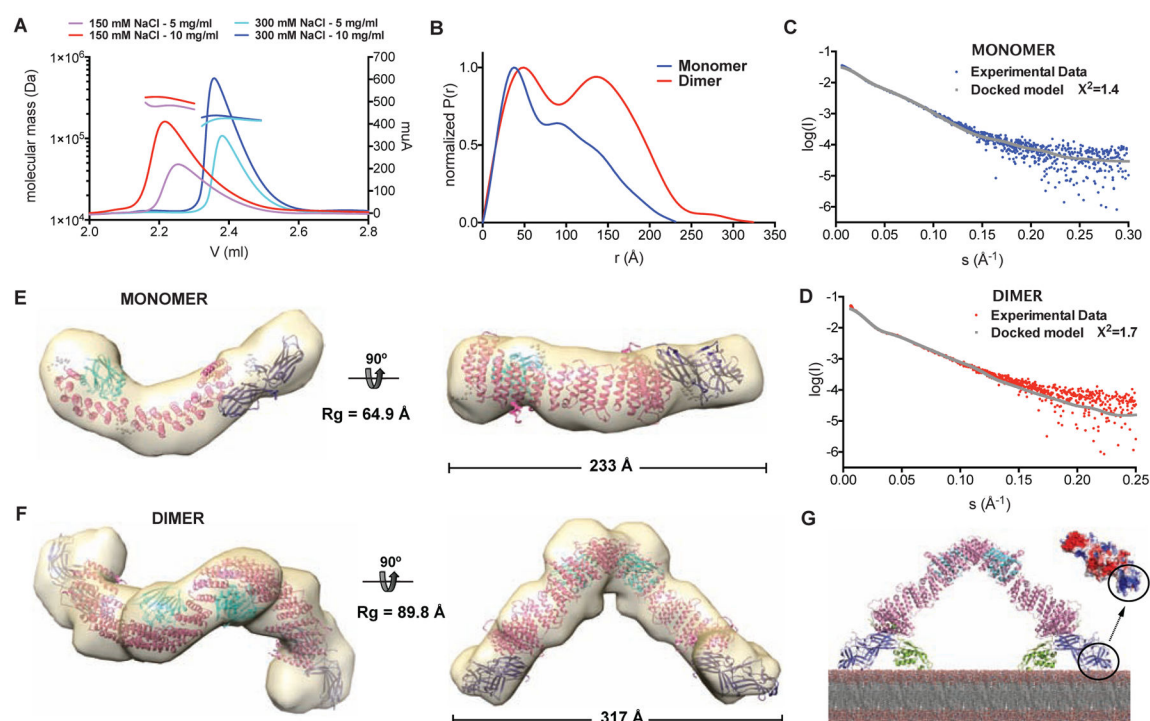 A
150 mM NaCl - 5 mg/ml
300 mM NaCl - 5 mg/ml
150 mM NaCl - 10 mg/ml
300 mM NaCl - 10 mg/ml
1×10⁶
1×10⁵
1×10⁴
molecular mass (Da)
700
600
500
400
300
200
100
0
muA
2.0
2.2
2.4
2.6
2.8
V (ml)
B
Monomer
Dimer
1.0
0.5
0.0
normalized P(r)
0
50
100
150
200
250
300
350
r (Å)
C
MONOMER
Experimental Data
Docked model X²=1.4
-1
-2
-3
-4
-5
-6
log(I)
0.00
0.05
0.10
0.15
0.20
0.25
0.30
s (Å⁻¹)
D
DIMER
Experimental Data
Docked model X²=1.7
-1
-2
-3
-4
-5
-6
log(I)
0.00
0.05
0.10
0.15
0.20
0.25
s (Å⁻¹)
E
MONOMER
90º
Rg = 64.9 Å
233 Å
F
DIMER
90º
Rg = 89.8 Å
317 Å
G